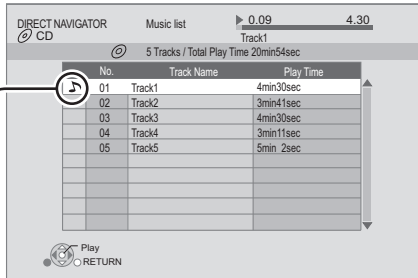 DIRECT NAVIGATOR Music list 0.09 4.30
CD Track1
5 Tracks / Total Play Time 20min54sec
No. Track Name Play Time
01 Track1 4min30sec
02 Track2 3min41sec
03 Track3 4min30sec
04 Track4 3min11sec
05 Track5 5min 2sec
Play
RETURN